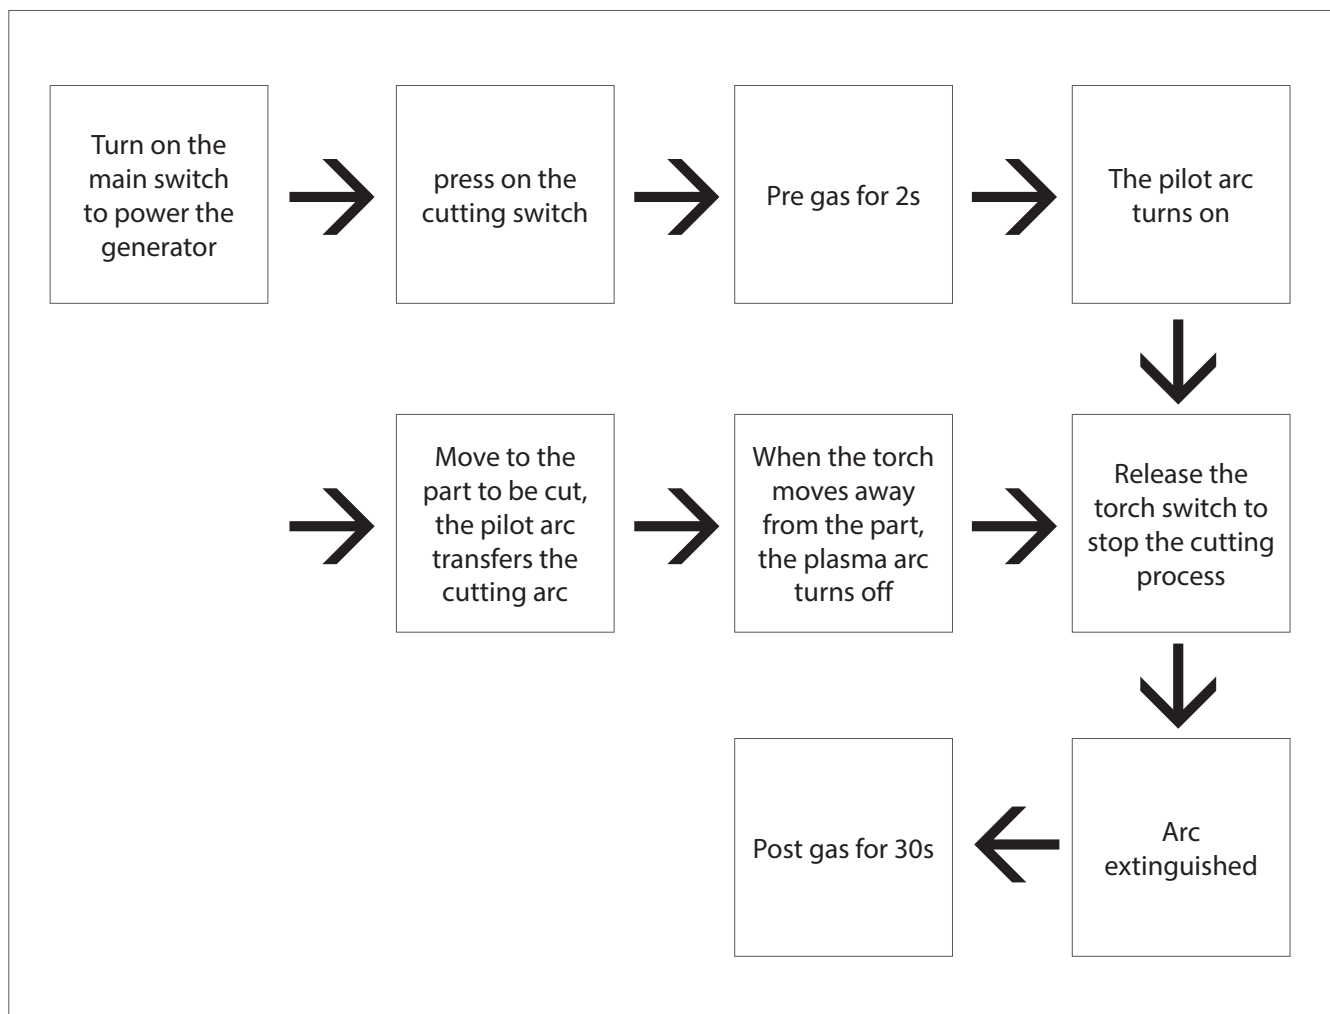 Turn on the
main switch
to power the
generator
press on the
cutting switch
Pre gas for 2s
The pilot arc
turns on
Move to the
part to be cut,
the pilot arc
transfers the
cutting arc
When the torch
moves away
from the part,
the plasma arc
turns off
Release the
torch switch to
stop the cutting
process
Post gas for 30s
Arc
extinguished